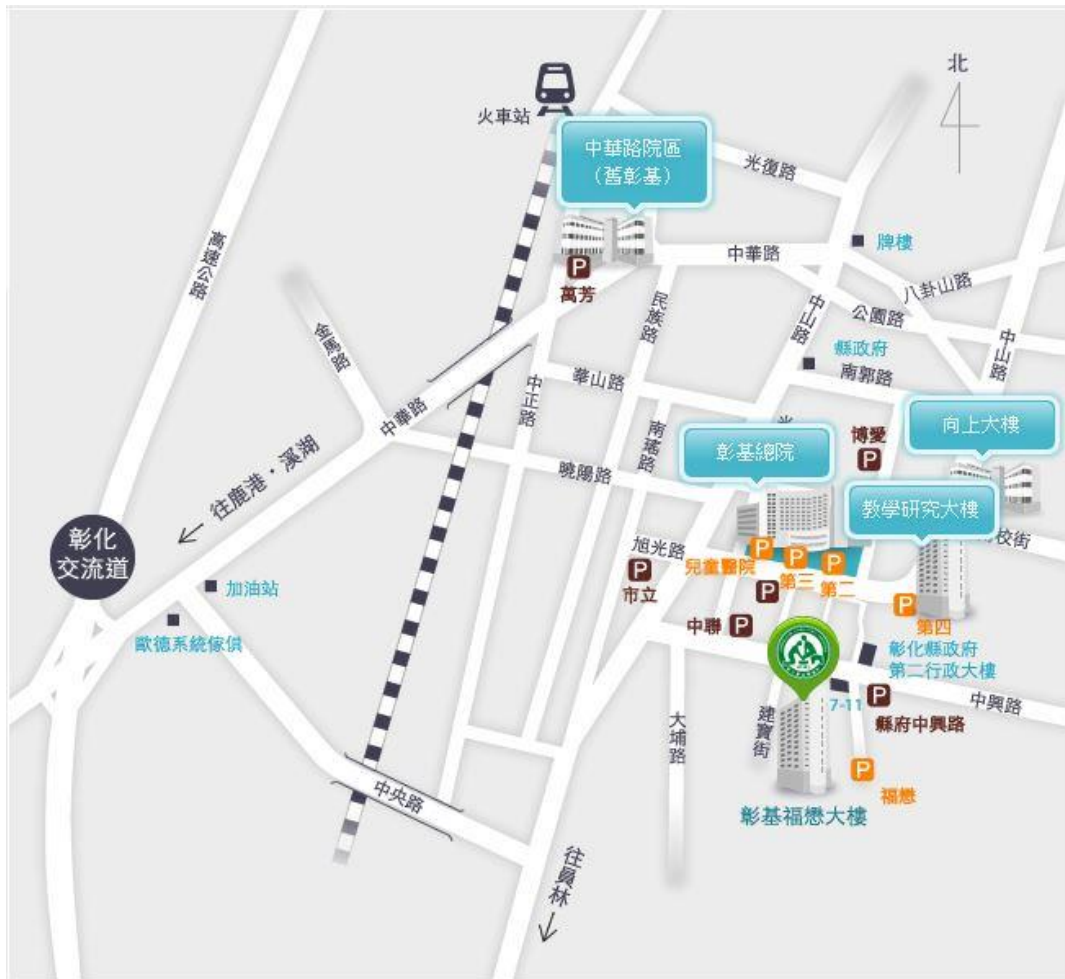 北
火車站
中華路院區
(舊彰基)
光復路
高速公路
牌樓
中華路
八卦山路
萬芳
民族路
中山路
公園路
金馬路
縣政府
中山路
華山路
南郭路
中正路
中華路
南瑤路
光
博愛
向上大樓
彰基總院
往鹿港・溪湖
曉陽路
教學研究大樓
彰化
交流道
旭光路
校街
兒童醫院
第三
第二
市立
加油站
第四
中聯
歐德系統傢俱
彰化縣政府
第二行政大樓
7-11
中興路
縣府中興路
大埔路
建寶街
福懋
中央路
彰基福懋大樓
往員林
P
P
P
P
P
P
P
P
P
P
P